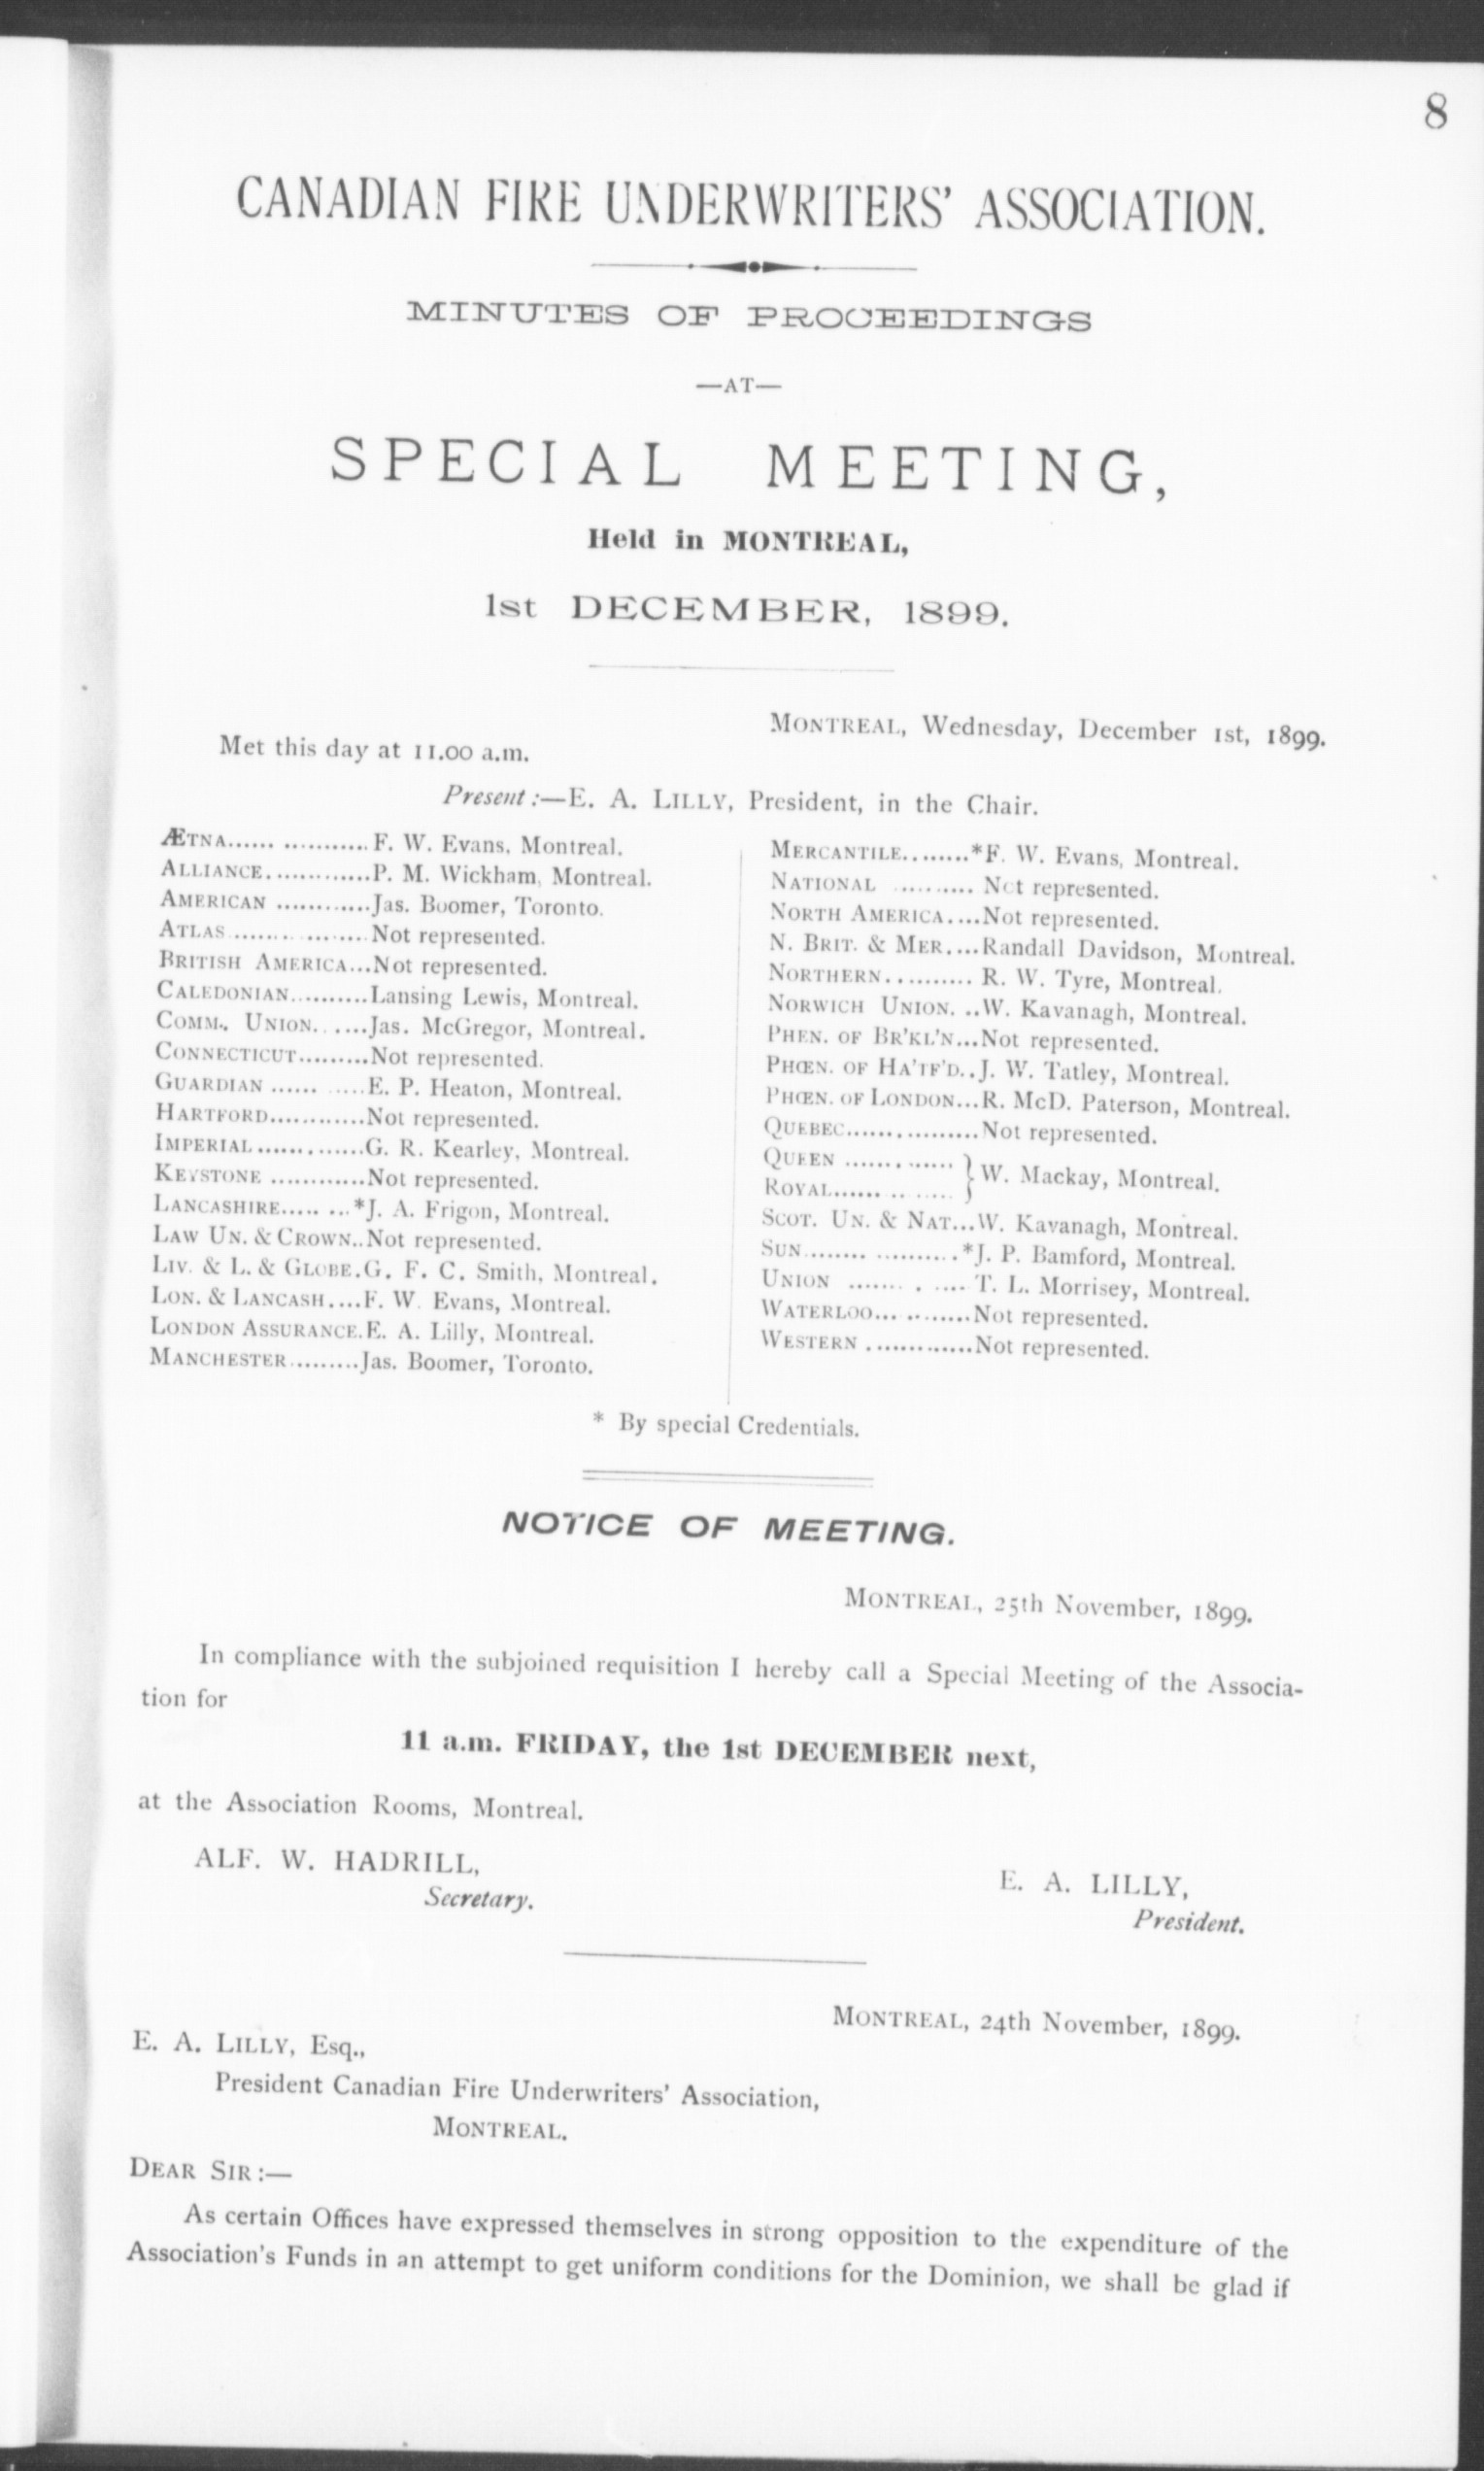 8
CANADIAN FIRE UNDERWRITERS' ASSOCIATION.
MINUTES OF PROCEEDINGS
—AT—
SPECIAL MEETING,
Held in MONTREAL,
1st DECEMBER, 1899.
MONTREAL, Wednesday, December 1st, 1899.
Met this day at 11.00 a.m.
Present :—E. A. LILLY, President, in the Chair.
ÆTNA...................F. W. Evans, Montreal.
ALLIANCE.............P. M. Wickham, Montreal.
AMERICAN ............Jas. Boomer, Toronto.
ATLAS..................Not represented.
BRITISH AMERICA...Not represented.
CALEDONIAN..........Lansing Lewis, Montreal.
COMM. UNION.......Jas. McGregor, Montreal.
CONNECTICUT.........Not represented.
GUARDIAN ...........E. P. Heaton, Montreal.
HARTFORD............Not represented.
IMPERIAL..............G. R. Kearley, Montreal.
KEYSTONE ............Not represented.
LANCASHIRE........*J. A. Frigon, Montreal.
LAW UN. & CROWN..Not represented.
LIV. & L. & GLOBE.G. F. C. Smith, Montreal.
LON. & LANCASH....F. W. Evans, Montreal.
LONDON ASSURANCE.E. A. Lilly, Montreal.
MANCHESTER.........Jas. Boomer, Toronto.
MERCANTILE........*F. W. Evans, Montreal.
NATIONAL .......... Not represented.
NORTH AMERICA....Not represented.
N. BRIT. & MER....Randall Davidson, Montreal.
NORTHERN.......... R. W. Tyre, Montreal.
NORWICH UNION. ..W. Kavanagh, Montreal.
PHEN. OF BR'KL'N...Not represented.
PHŒN. OF HA'TF'D..J. W. Tatley, Montreal.
PHŒN. OF LONDON...R. McD. Paterson, Montreal.
QUEBEC.................Not represented.
QUEEN ..............
ROYAL............... } W. Mackay, Montreal.
SCOT. UN. & NAT...W. Kavanagh, Montreal.
SUN...................*J. P. Bamford, Montreal.
UNION ............ T. L. Morrisey, Montreal.
WATERLOO............Not represented.
WESTERN .............Not represented.
* By special Credentials.
NOTICE OF MEETING.
MONTREAL, 25th November, 1899.
In compliance with the subjoined requisition I hereby call a Special Meeting of the Associa-
tion for
11 a.m. FRIDAY, the 1st DECEMBER next,
at the Association Rooms, Montreal.
ALF. W. HADRILL,
Secretary.
E. A. LILLY,
President.
MONTREAL, 24th November, 1899.
E. A. LILLY, Esq.,
President Canadian Fire Underwriters' Association,
MONTREAL.
DEAR SIR :—
As certain Offices have expressed themselves in strong opposition to the expenditure of the
Association's Funds in an attempt to get uniform conditions for the Dominion, we shall be glad if